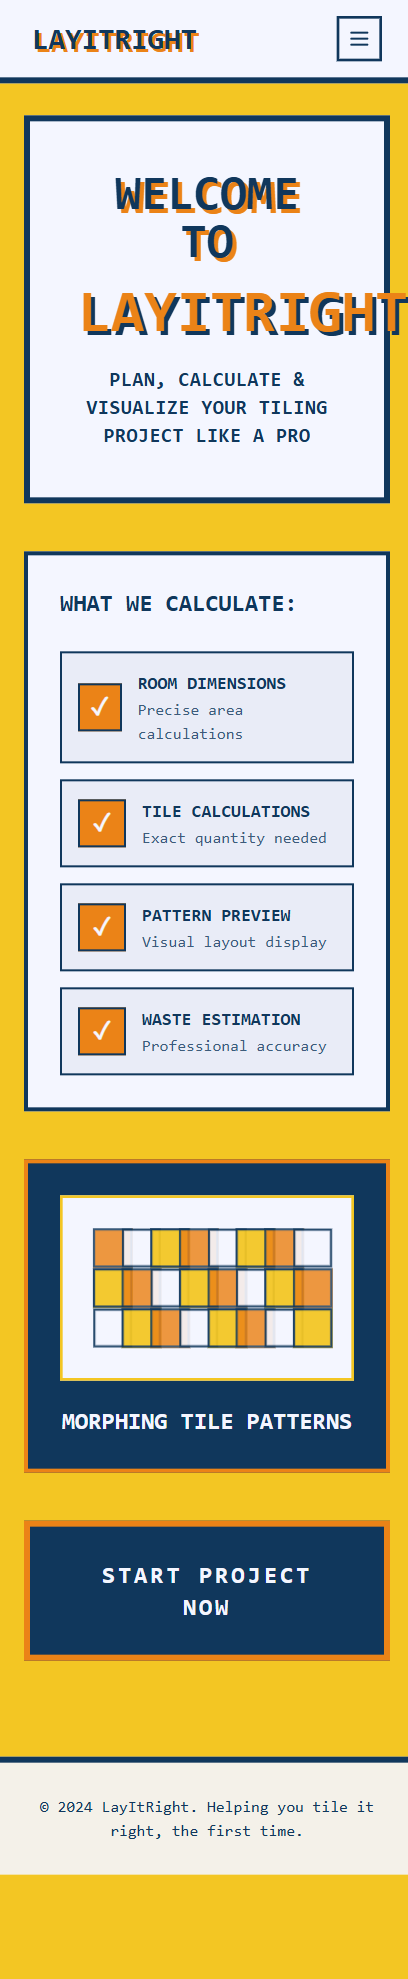 LAYITRIGHT
WELCOME
TO
LAYITRIGHT
PLAN, CALCULATE &
VISUALIZE YOUR TILING
PROJECT LIKE A PRO
WHAT WE CALCULATE:
✓ ROOM DIMENSIONS
Precise area
calculations
✓ TILE CALCULATIONS
Exact quantity needed
✓ PATTERN PREVIEW
Visual layout display
✓ WASTE ESTIMATION
Professional accuracy
MORPHING TILE PATTERNS
START PROJECT
NOW
© 2024 LayItRight. Helping you tile it
right, the first time.